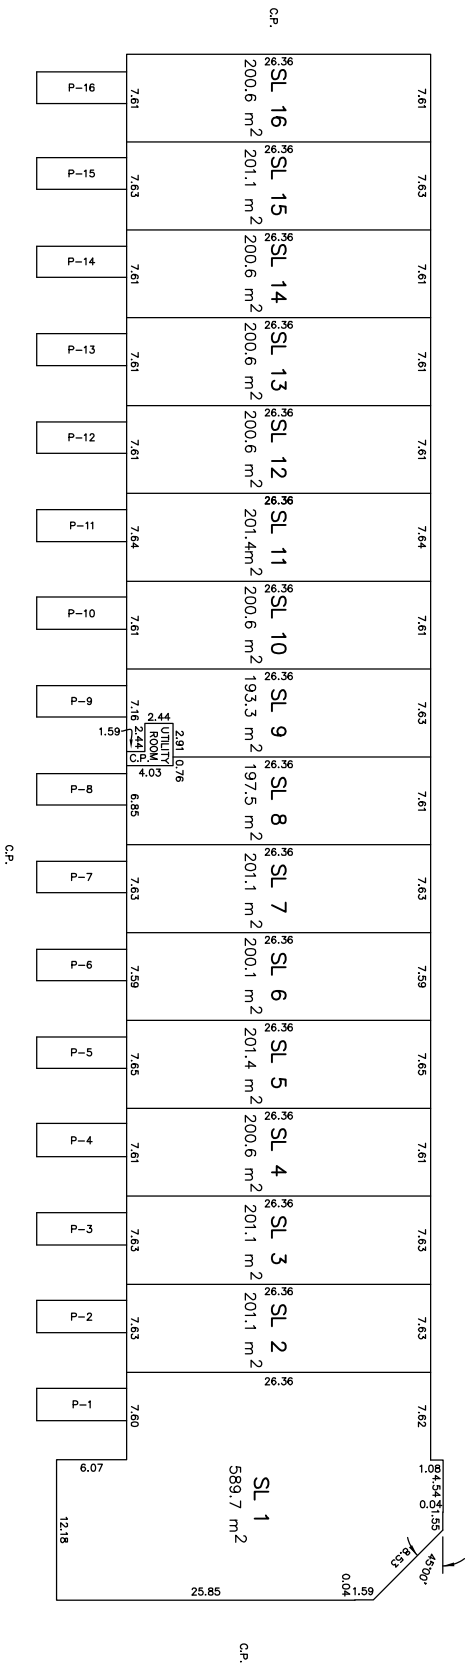 C.P.
26.36
SL 16
200.6 m2
7.61
7.61
P-16
26.36
SL 15
201.1 m2
7.63
7.63
P-15
26.36
SL 14
200.6 m2
7.61
7.61
P-14
26.36
SL 13
200.6 m2
7.61
7.61
P-13
26.36
SL 12
200.6 m2
7.61
7.61
P-12
26.36
SL 11
201.4m2
7.64
7.64
P-11
26.36
SL 10
200.6 m2
7.61
7.61
P-10
26.36
SL 9
193.3 m2
7.16
7.63
P-9
2.44
2.91
0.76
UTILITY
ROOM
1.59
2.44
C.P.
4.03
26.36
SL 8
197.5 m2
6.85
7.61
P-8
C.P.
26.36
SL 7
201.1 m2
7.63
7.63
P-7
26.36
SL 6
200.1 m2
7.59
7.59
P-6
26.36
SL 5
201.4 m2
7.65
7.65
P-5
26.36
SL 4
200.6 m2
7.61
7.61
P-4
26.36
SL 3
201.1 m2
7.63
7.63
P-3
26.36
SL 2
201.1 m2
7.63
7.63
P-2
26.36
P-1
7.60
7.62
SL 1
589.7 m2
6.07
12.18
25.85
1.08
4.54
0.04
1.55
45°00'
8.53
0.04
1.59
C.P.